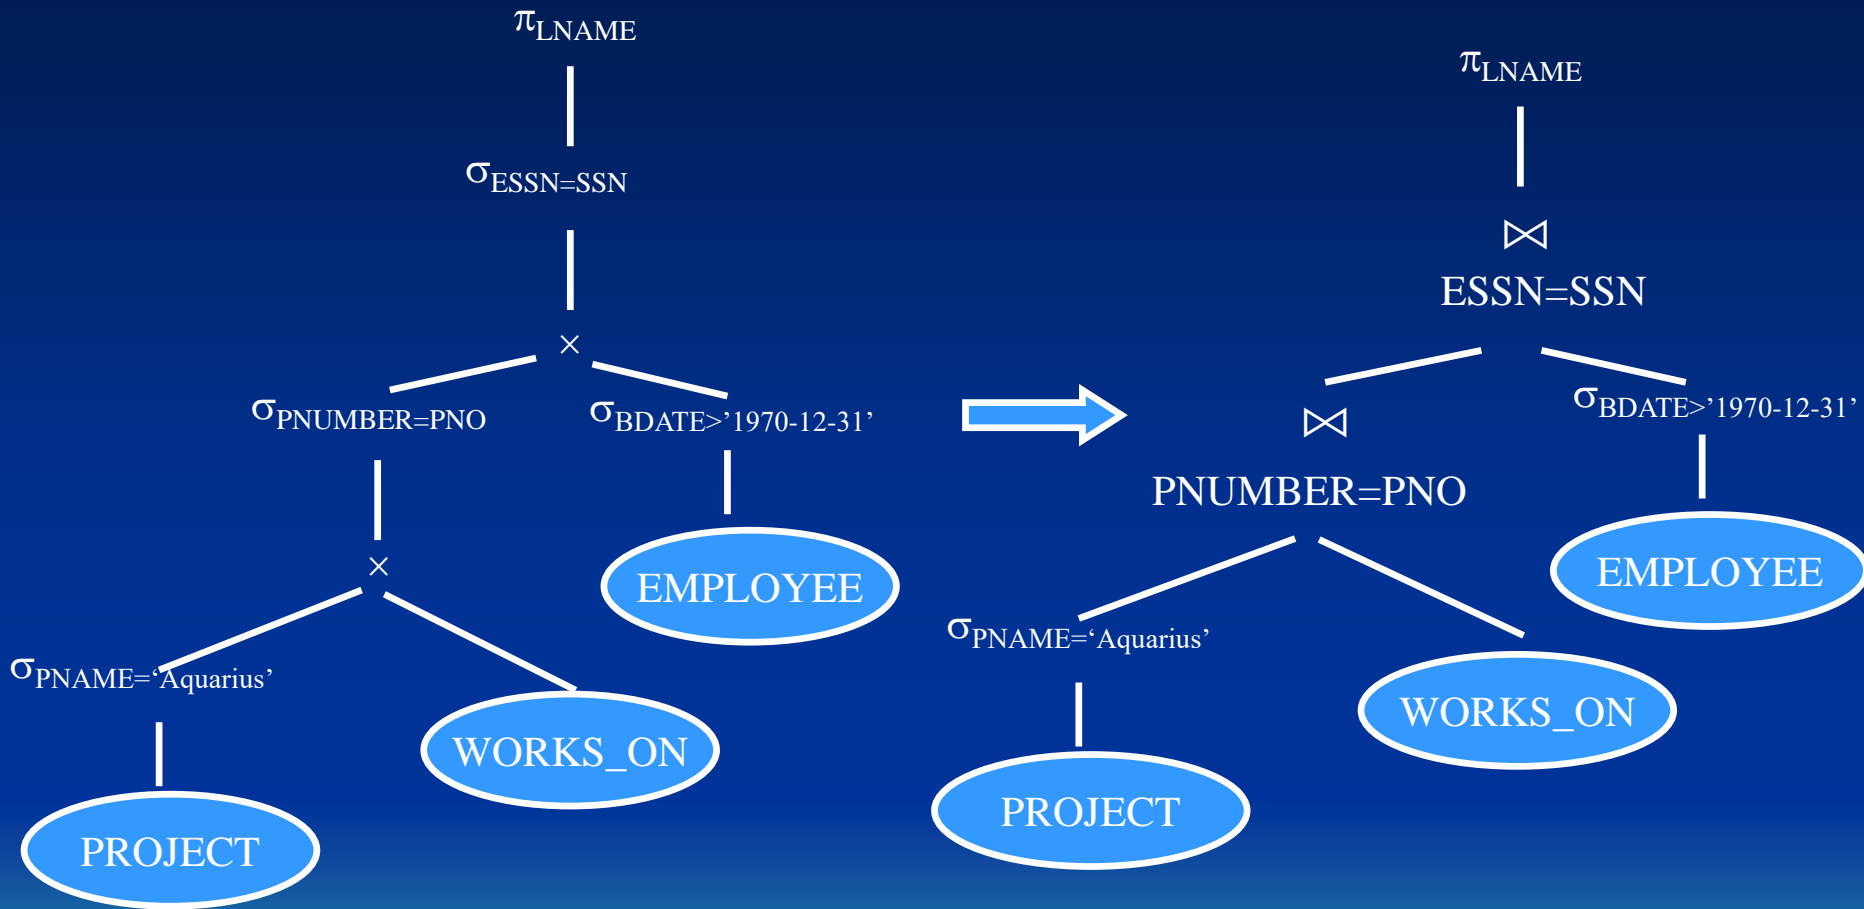 πLNAME
σESSN=SSN
×
σPNUMBER=PNO
σBDATE>’1970-12-31’
×
EMPLOYEE
σPNAME=‘Aquarius’
WORKS_ON
PROJECT
πLNAME
⋈
ESSN=SSN
σBDATE>’1970-12-31’
⋈
PNUMBER=PNO
EMPLOYEE
σPNAME=‘Aquarius’
WORKS_ON
PROJECT